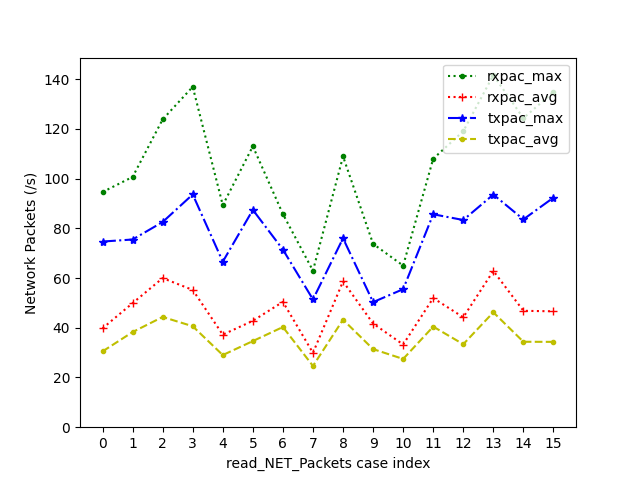 rxpac_max
rxpac_avg
txpac_max
txpac_avg
Network Packets (/s)
140
120
100
80
60
40
20
0
0 1 2 3 4 5 6 7 8 9 10 11 12 13 14 15
read_NET_Packets case index